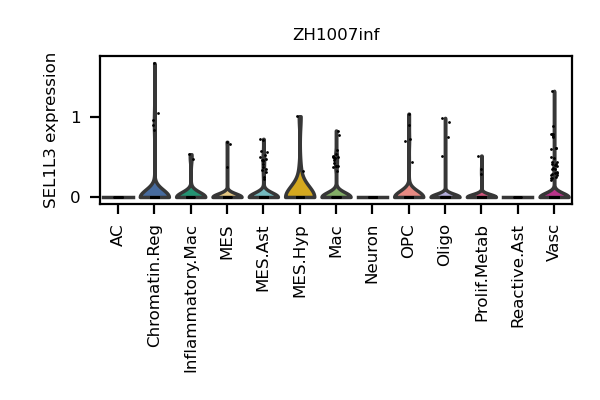 ZH1007inf
SEL1L3 expression
1
0
AC
Chromatin.Reg
Inflammatory.Mac
MES
MES.Ast
MES.Hyp
Mac
Neuron
OPC
Oligo
Prolif.Metab
Reactive.Ast
Vasc